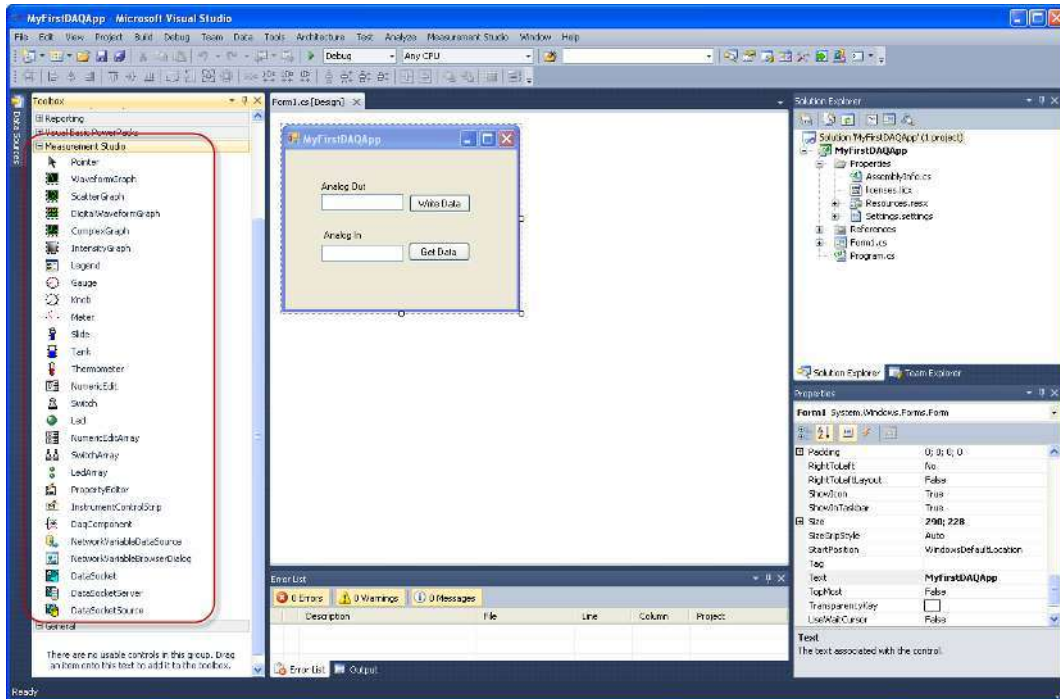 MyFirstDAQApp - Microsoft Visual Studio
File Edit View Project Build Debug Team Data Tools Architecture Test Analyze Measurement Studio Window Help
Debug Any CPU
Data Sources
Toolbox
Reporting
Visual Basic PowerPacks
Measurement Studio
Pointer
WaveformGraph
ScatterGraph
DigitalWaveformGraph
ComplexGraph
IntensityGraph
Legend
Gauge
Knob
Meter
Slide
Tank
Thermometer
NumericEdit
Switch
Led
NumericEditArray
SwitchArray
LedArray
PropertyEditor
InstrumentControlStrip
DaqComponent
NetworkVariableDataSource
NetworkVariableBrowserDialog
DataSocket
DataSocketServer
DataSocketSource
General
There are no usable controls in this group. Drag
an item onto this text to add it to the toolbox.
Form1.cs [Design]
MyFirstDAQApp
Analog Out
Write Data
Analog In
Get Data
Error List
0 Errors 0 Warnings 0 Messages
Description File Line Column Project
Error List Output
Solution Explorer
Solution 'MyFirstDAQApp' (1 project)
MyFirstDAQApp
Properties
AssemblyInfo.cs
licenses.licx
Resources.resx
Settings.settings
References
Form1.cs
Program.cs
Solution Explorer Team Explorer
Properties
Form1 System.Windows.Forms.Form
Padding 0; 0; 0; 0
RightToLeft No
RightToLeftLayout False
ShowIcon True
ShowInTaskbar True
Size 290; 228
SizeGripStyle Auto
StartPosition WindowsDefaultLocation
Tag
Text MyFirstDAQApp
TopMost False
TransparencyKey
UseWaitCursor False
Text
The text associated with the control.
Ready